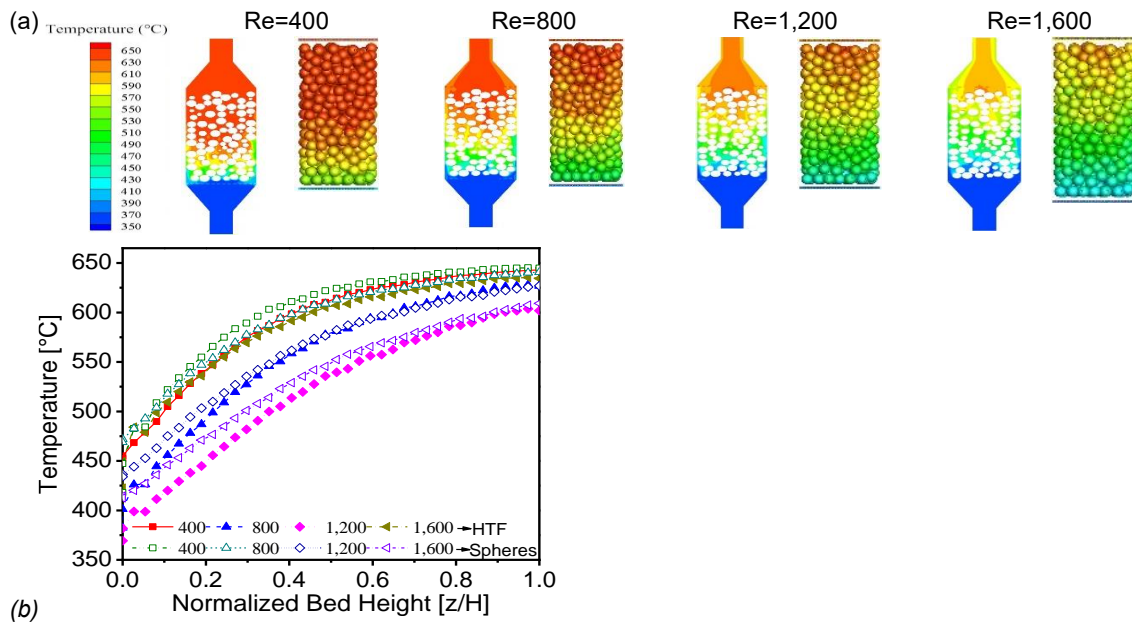 (a)
Re=400 Re=800 Re=1,200 Re=1,600
Temperature (°C)
650
630
610
590
570
550
530
510
490
470
450
430
410
390
370
350
650
600
550
500
450
400
350
Temperature [°C]
400 800 1,200 1,600 HTF
400 800 1,200 1,600 Spheres
0.0 0.2 0.4 0.6 0.8 1.0
Normalized Bed Height [z/H]
(b)